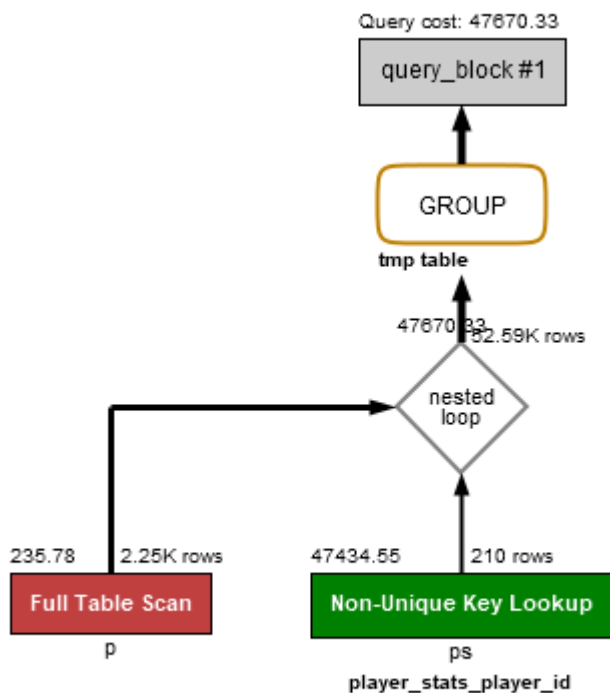 Query cost: 47670.33
query_block #1
GROUP
tmp table
47670.33
52.59K rows
nested
loop
235.78
2.25K rows
47434.55
210 rows
Full Table Scan
Non-Unique Key Lookup
p
ps
player_stats_player_id